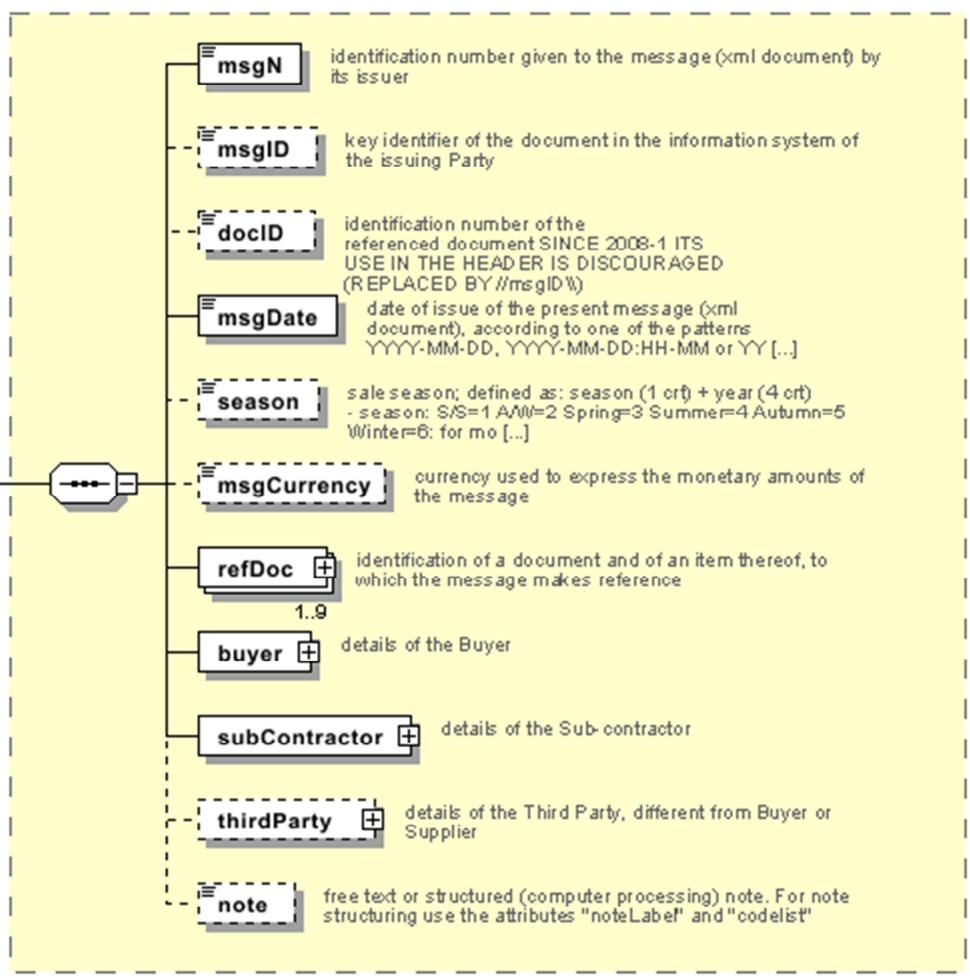 msgN
identification number given to the message (xml document) by
its issuer
msgID
key identifier of the document in the information system of
the issuing Party
docID
identification number of the
referenced document SINCE 2008-1 ITS
USE IN THE HEADER IS DISCOURAGED
(REPLACED BY //msgID\\)
msgDate
date of issue of the present message (xml
document), according to one of the patterns
YYYY-MM-DD, YYYY-MM-DD:HH-MM or YY [...]
season
sale season; defined as: season (1 crt) + year (4 crt)
- season: S/S=1 A/W=2 Spring=3 Summer=4 Autumn=5
Winter=6: for mo [...]
msgCurrency
currency used to express the monetary amounts of
the message
refDoc
identification of a document and of an item thereof, to
which the message makes reference
1..9
buyer
details of the Buyer
subContractor
details of the Sub-contractor
thirdParty
details of the Third Party, different from Buyer or
Supplier
note
free text or structured (computer processing) note. For note
structuring use the attributes "noteLabel" and "codelist"